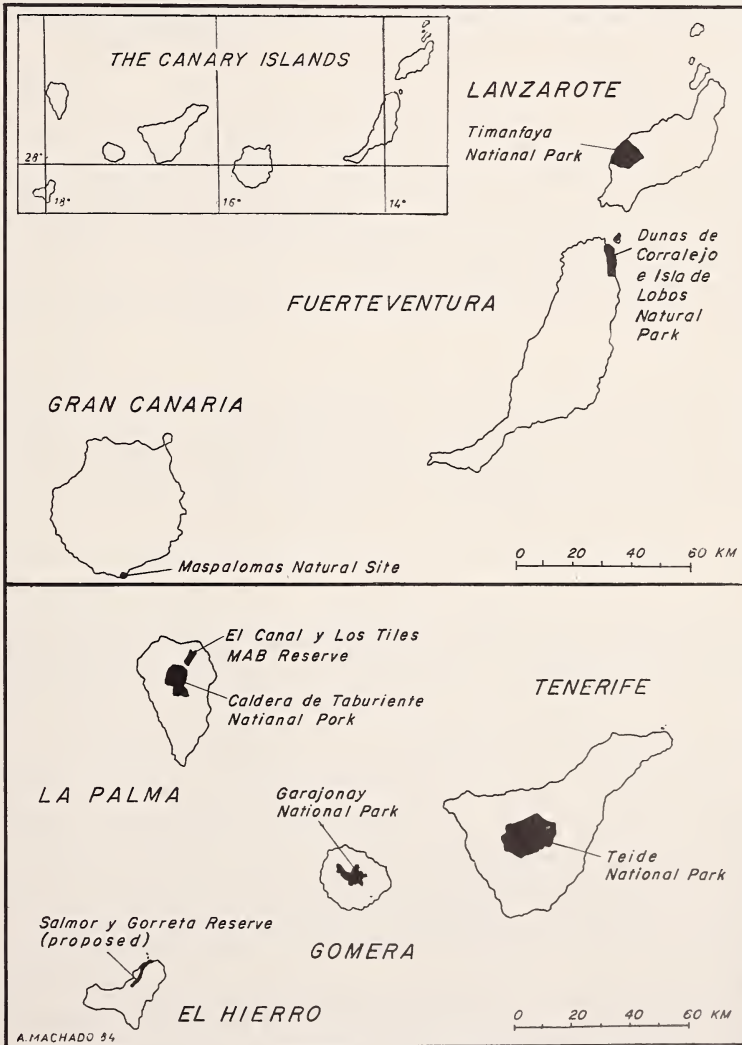 THE CANARY ISLANDS
28°
18°
16°
14°
LANZAROTE
Timanfaya
Natianal Park
Dunas de
Corralejo
e Isla de
Lobos
Natural
Park
FUERTEVENTURA
GRAN CANARIA
Maspalomas Natural Site
0 20 40 60 KM
El Canal y Los Tiles
MAB Reserve
Caldera de Taburiente
Natianal Pork
TENERIFE
LA PALMA
Garajonay
National Park
Teide
National Park
Salmor y Gorreta Reserve
(proposed)
GOMERA
EL HIERRO
0 20 40 60 KM
A.MACHADO 84